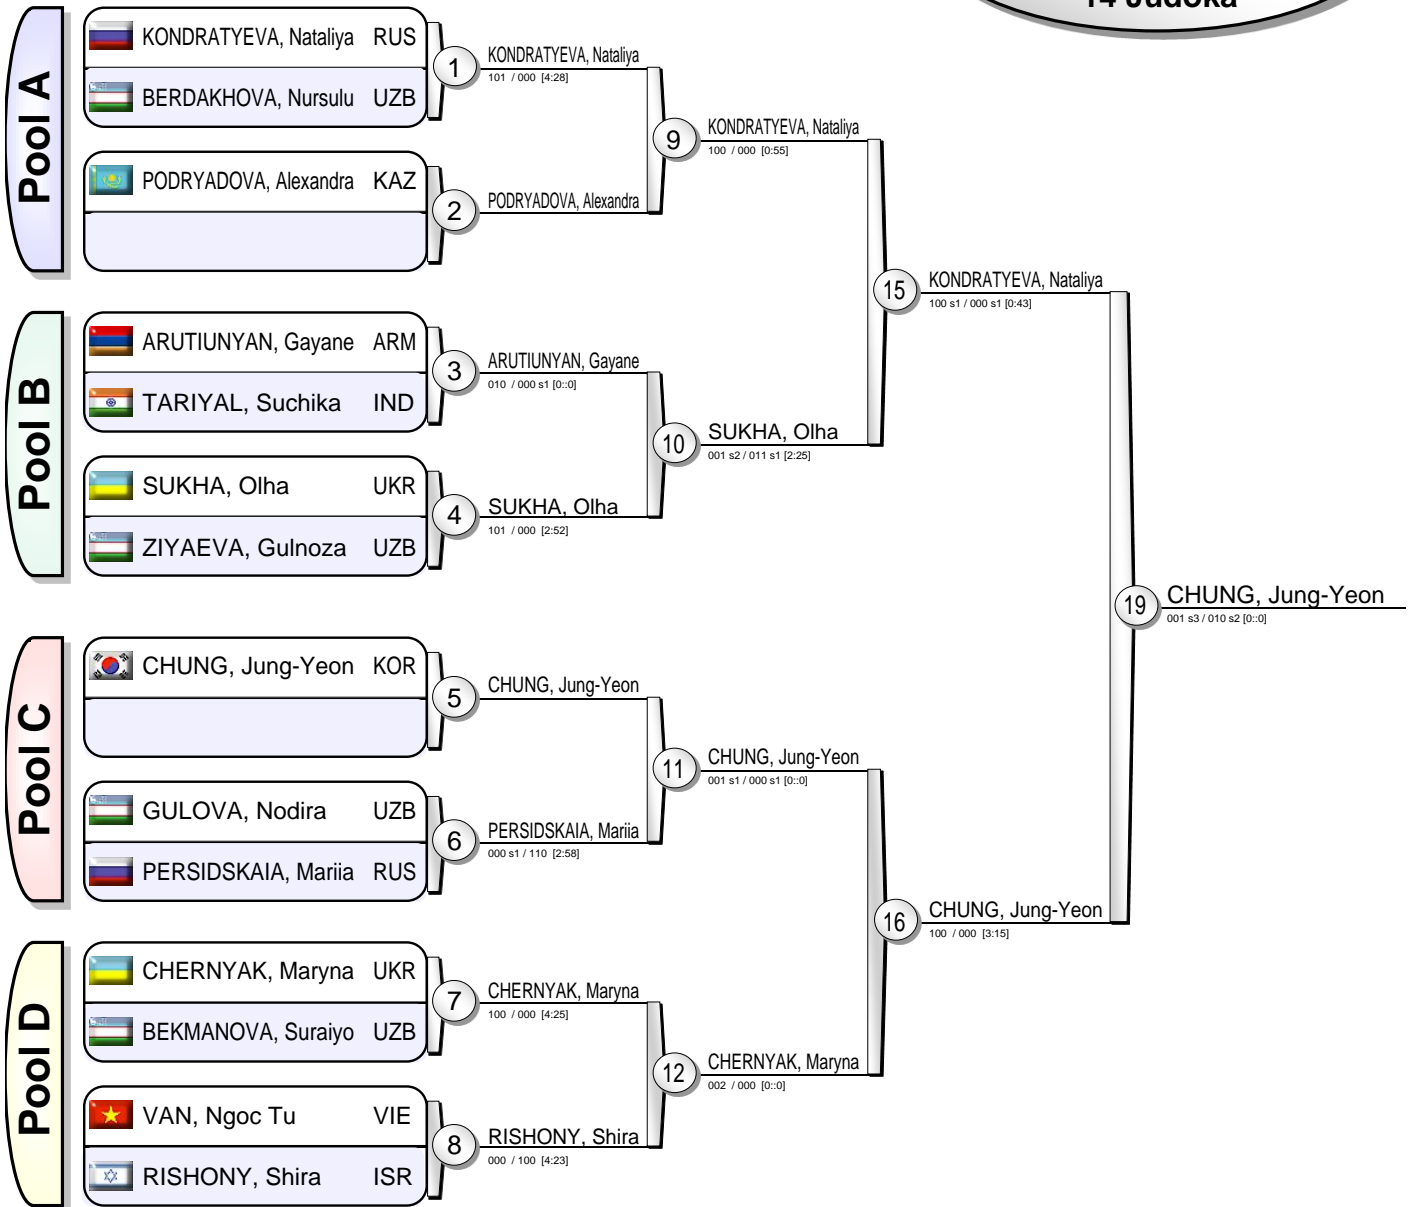 14 Judoka
Pool A
KONDRATYEVA, Nataliya RUS
BERDAKHOVA, Nursulu UZB
1
KONDRATYEVA, Nataliya
101 / 000 [4:28]
PODRYADOVA, Alexandra KAZ
2
PODRYADOVA, Alexandra
9
KONDRATYEVA, Nataliya
100 / 000 [0:55]
Pool B
ARUTIUNYAN, Gayane ARM
TARIYAL, Suchika IND
3
ARUTIUNYAN, Gayane
010 / 000 s1 [0::0]
SUKHA, Olha UKR
ZIYAEVA, Gulnoza UZB
4
SUKHA, Olha
101 / 000 [2:52]
10
SUKHA, Olha
001 s2 / 011 s1 [2:25]
15
KONDRATYEVA, Nataliya
100 s1 / 000 s1 [0:43]
Pool C
CHUNG, Jung-Yeon KOR
5
CHUNG, Jung-Yeon
GULOVA, Nodira UZB
PERSIDSKAIA, Mariia RUS
6
PERSIDSKAIA, Mariia
000 s1 / 110 [2:58]
11
CHUNG, Jung-Yeon
001 s1 / 000 s1 [0::0]
Pool D
CHERNYAK, Maryna UKR
BEKMANOVA, Suraiyo UZB
7
CHERNYAK, Maryna
100 / 000 [4:25]
VAN, Ngoc Tu VIE
RISHONY, Shira ISR
8
RISHONY, Shira
000 / 100 [4:23]
12
CHERNYAK, Maryna
002 / 000 [0::0]
16
CHUNG, Jung-Yeon
100 / 000 [3:15]
19
CHUNG, Jung-Yeon
001 s3 / 010 s2 [0::0]